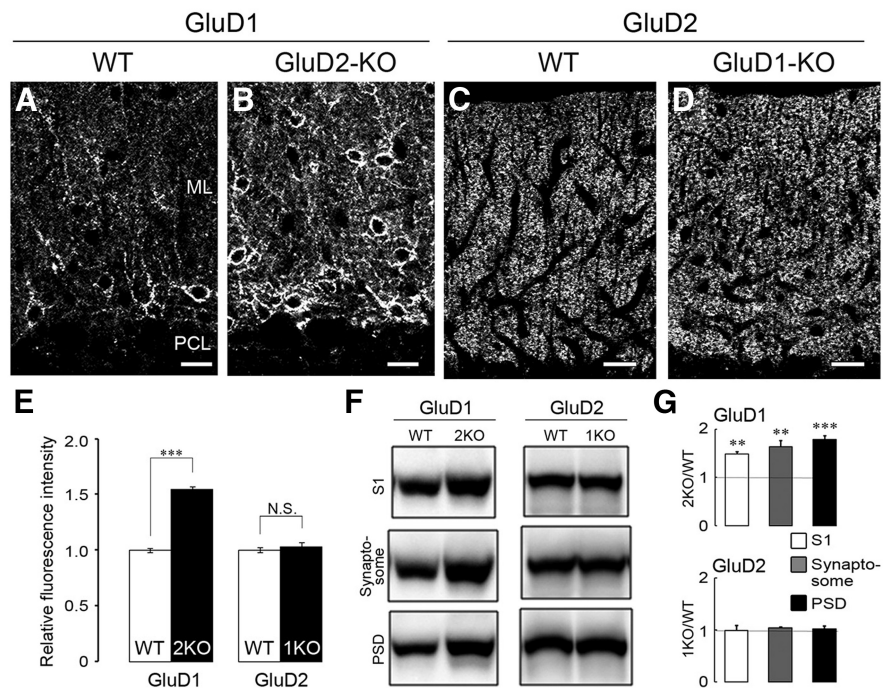 GluD1 GluD2
WT GluD2-KO WT GluD1-KO
A B C D
ML
PCL
E F G
2.0
1.5
1.0
0.5
0
Relative fluorescence intensity
***
N.S.
WT 2KO WT 1KO
GluD1 GluD2
GluD1 GluD2
WT 2KO WT 1KO
S1
Synapto-
some
PSD
GluD1
2
1
0
2KO/WT
** ** ***
S1
Synapto-
some
PSD
GluD2
2
1
0
1KO/WT